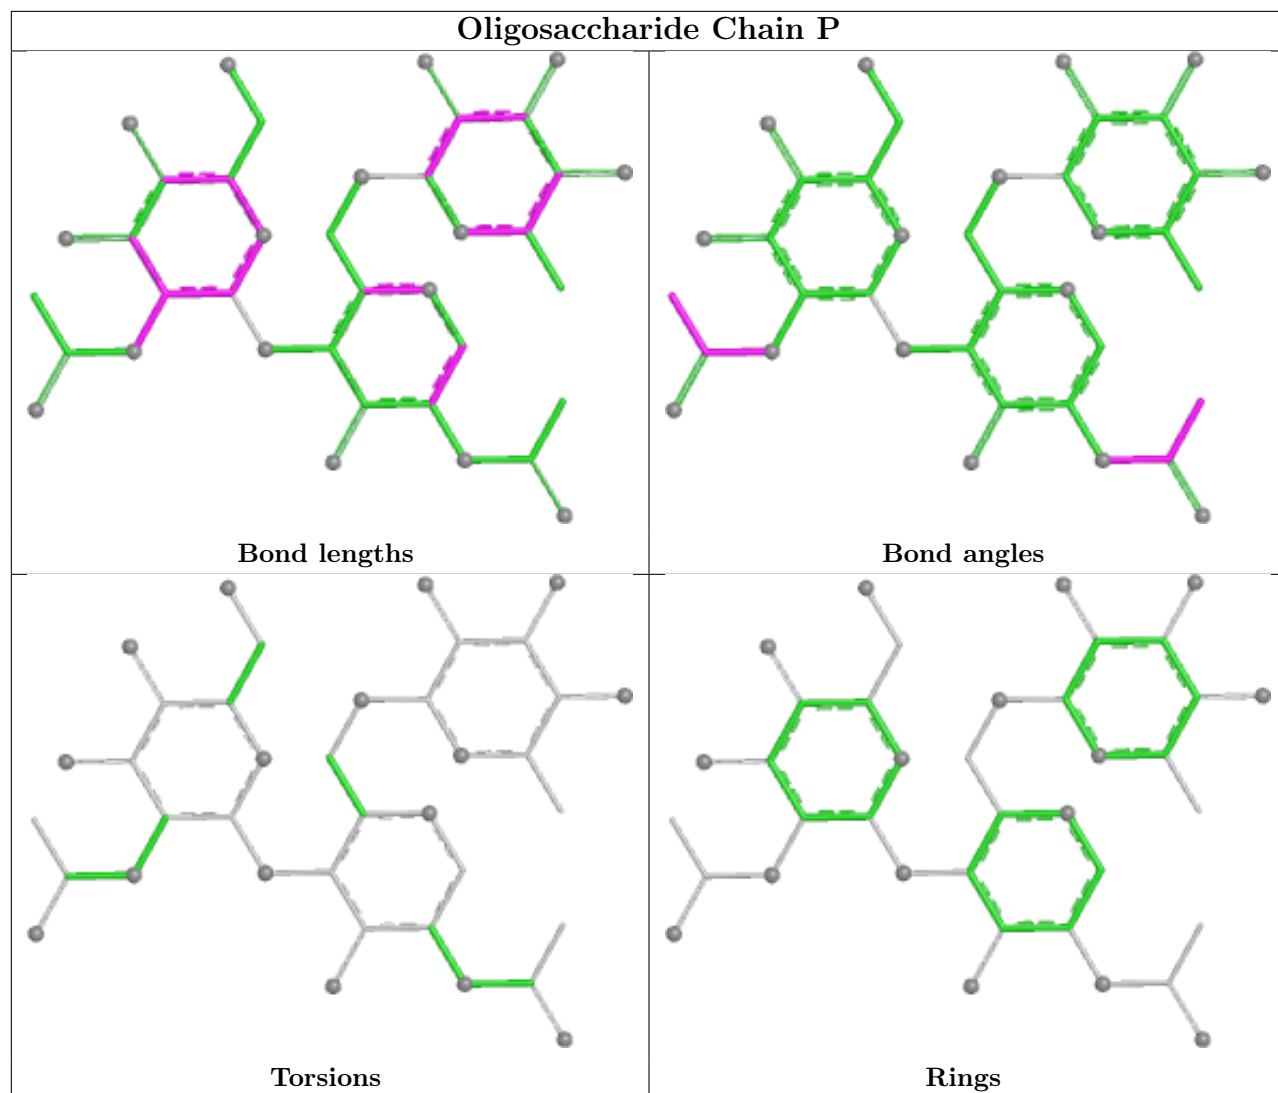 Oligosaccharide Chain P
Bond lengths
Bond angles
Torsions
Rings